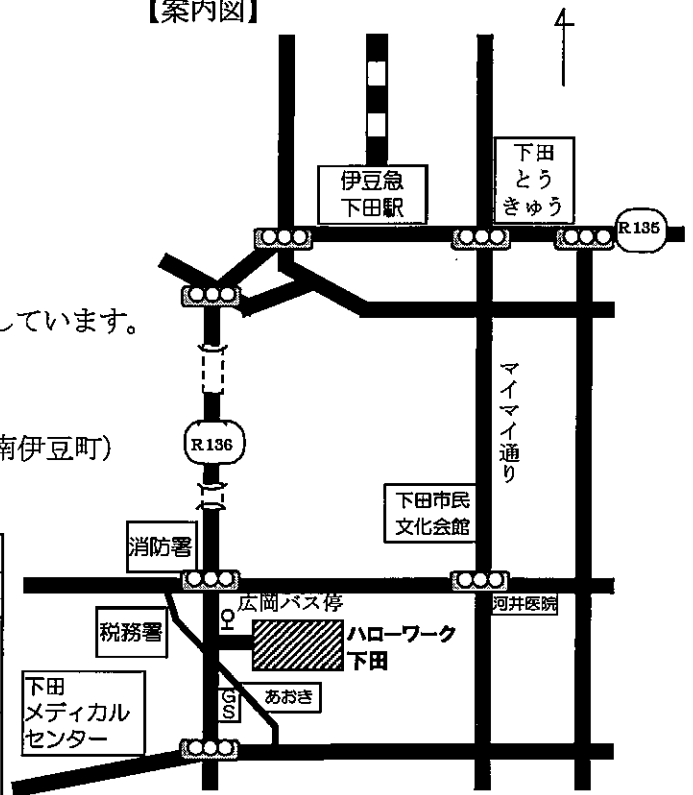 【案内図】
4
伊豆急
下田駅
下田
とう
きゅう
R135
しています。
マイマイ通り
南伊豆町)
R136
下田市民
文化会館
消防署
広岡バス停
河井医院
税務署
ハローワーク
下田
下田
メディカル
センター
GS
あおき